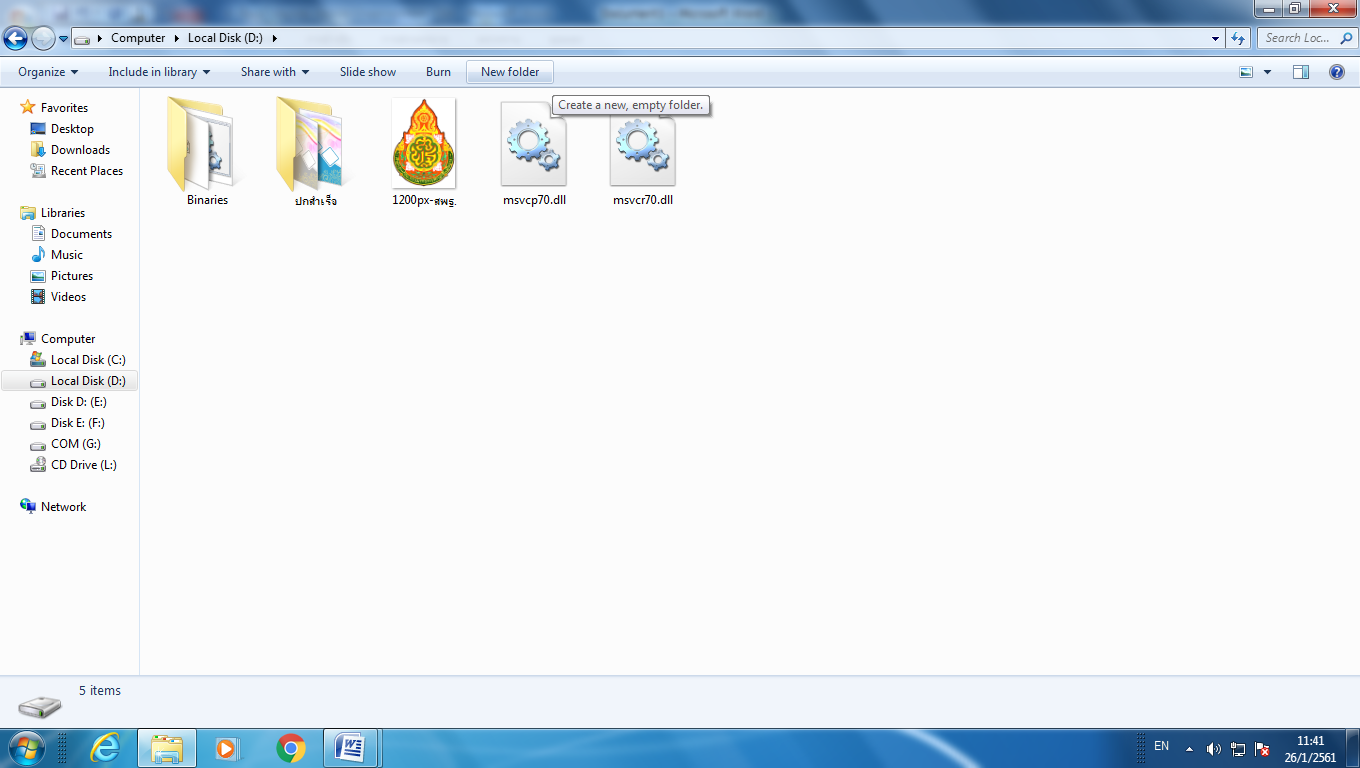 Computer
Local Disk (D:)
Search Loc...
Organize
Include in library
Share with
Slide show
Burn
New folder
Create a new, empty folder.
Favorites
Desktop
Downloads
Recent Places
Libraries
Documents
Music
Pictures
Videos
Computer
Local Disk (C:)
Local Disk (D:)
Disk D: (E:)
Disk E: (F:)
COM (G:)
CD Drive (L:)
Network
Binaries
ปกสำเร็จ
1200px-สพฐ.
msvcp70.dll
msvcr70.dll
5 items
EN
11:41
26/1/2561